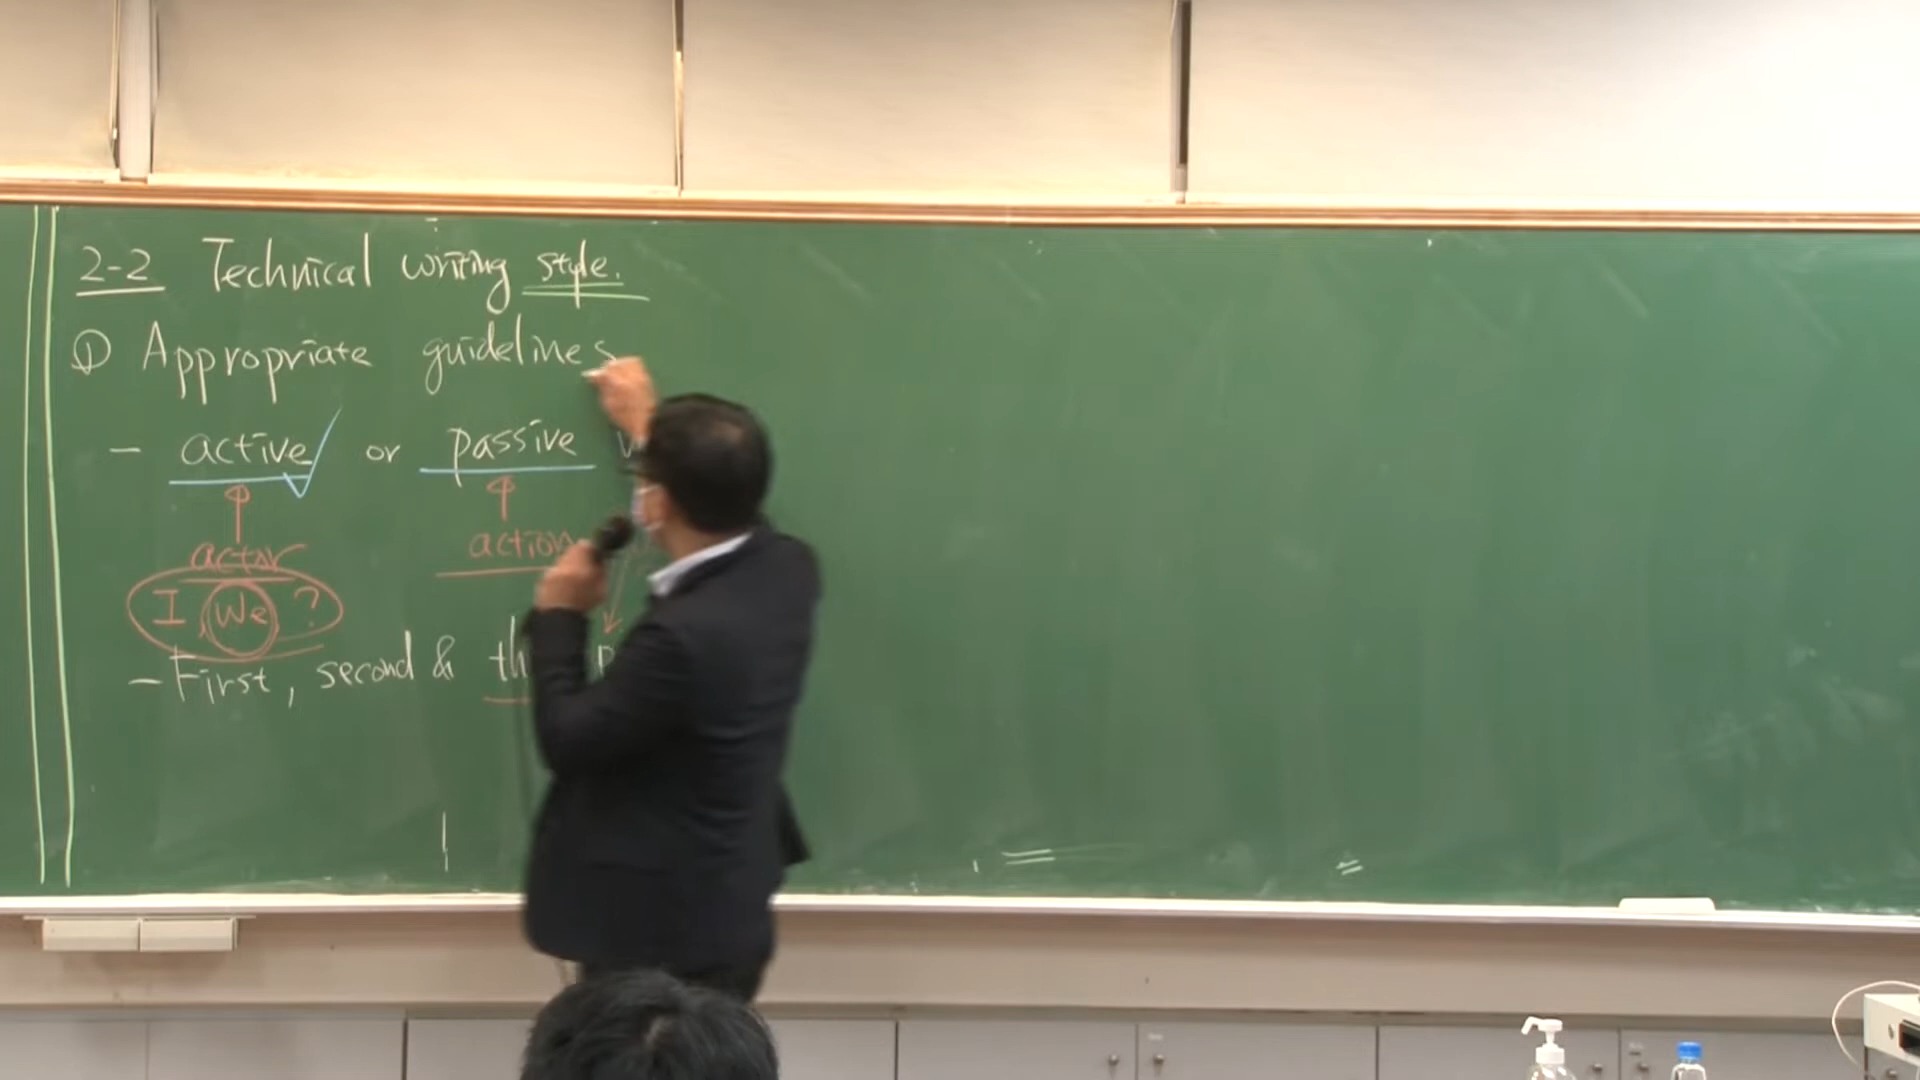 2-2 Technical writing style.
① Appropriate guidelines
- active or passive
actor action
I, We ?
- First, second &